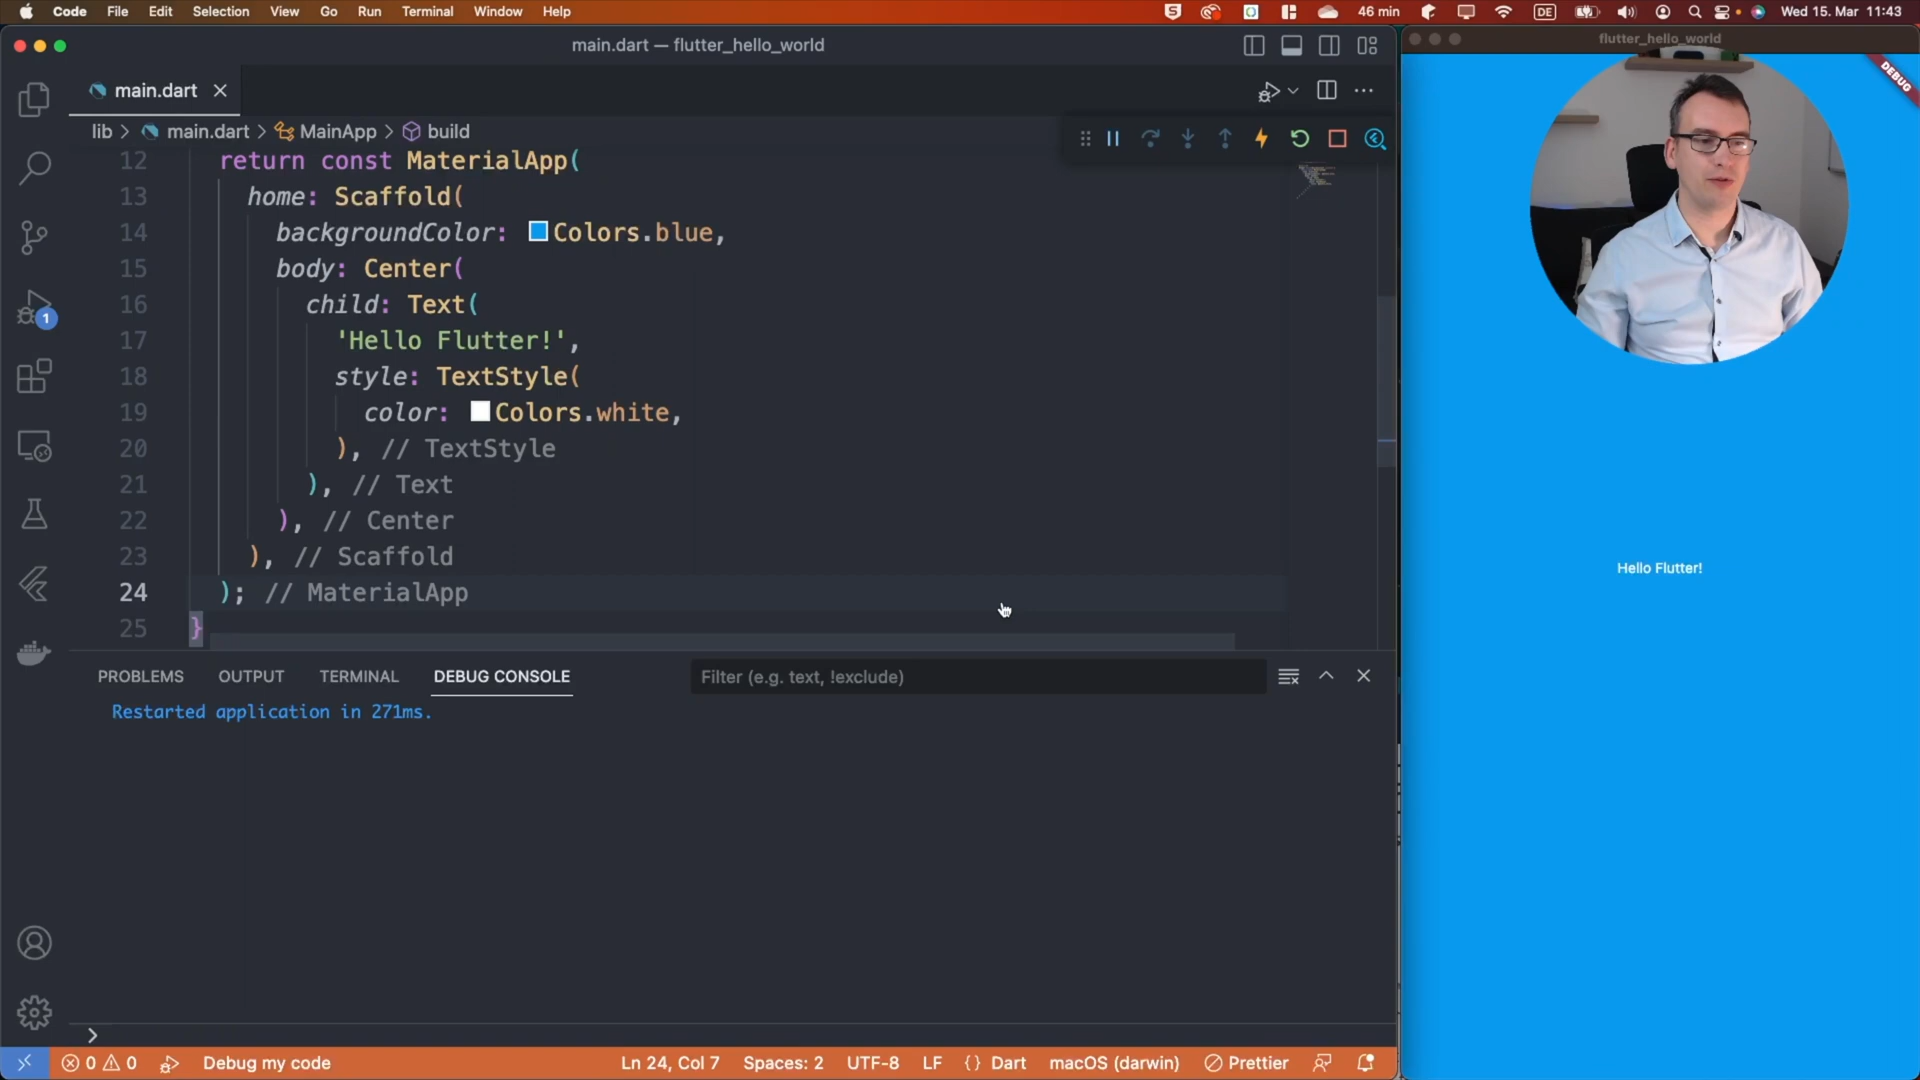 Code File Edit Selection View Go Run Terminal Window Help
46 min DE Wed 15. Mar 11:43
main.dart — flutter_hello_world
flutter_hello_world
DEBUG
main.dart
lib > main.dart > MainApp > build
12 return const MaterialApp(
13 home: Scaffold(
14 backgroundColor: Colors.blue,
15 body: Center(
16 child: Text(
17 'Hello Flutter!',
18 style: TextStyle(
19 color: Colors.white,
20 ), // TextStyle
21 ), // Text
22 ), // Center
23 ), // Scaffold
24 ); // MaterialApp
25 }
1
Hello Flutter!
PROBLEMS OUTPUT TERMINAL DEBUG CONSOLE
Filter (e.g. text, !exclude)
Restarted application in 271ms.
0 0 Debug my code Ln 24, Col 7 Spaces: 2 UTF-8 LF {} Dart macOS (darwin) Prettier